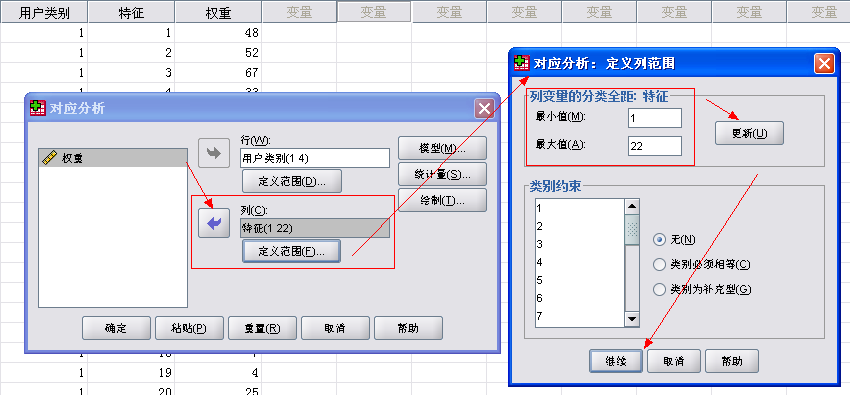 用户类别 特征 权重 变量 变量 变量 变量 变量 变量 变量
1 1 48
1 2 52
1 3 67
1 4 33
对应分析
权重
行(W):
用户类别(1 4)
定义范围(D)...
列(C):
特征(1 22)
定义范围(F)...
模型(M)...
统计量(S)...
绘制(T)...
确定 粘贴(P) 重置(R) 取消 帮助
对应分析: 定义列范围
列变量的分类全距: 特征
最小值(M): 1
最大值(A): 22
更新(U)
类别约束
1
2
3
4
5
6
7
无(N)
类别必须相等(C)
类别为补充型(G)
继续 取消 帮助
1 19 4
1 20 25